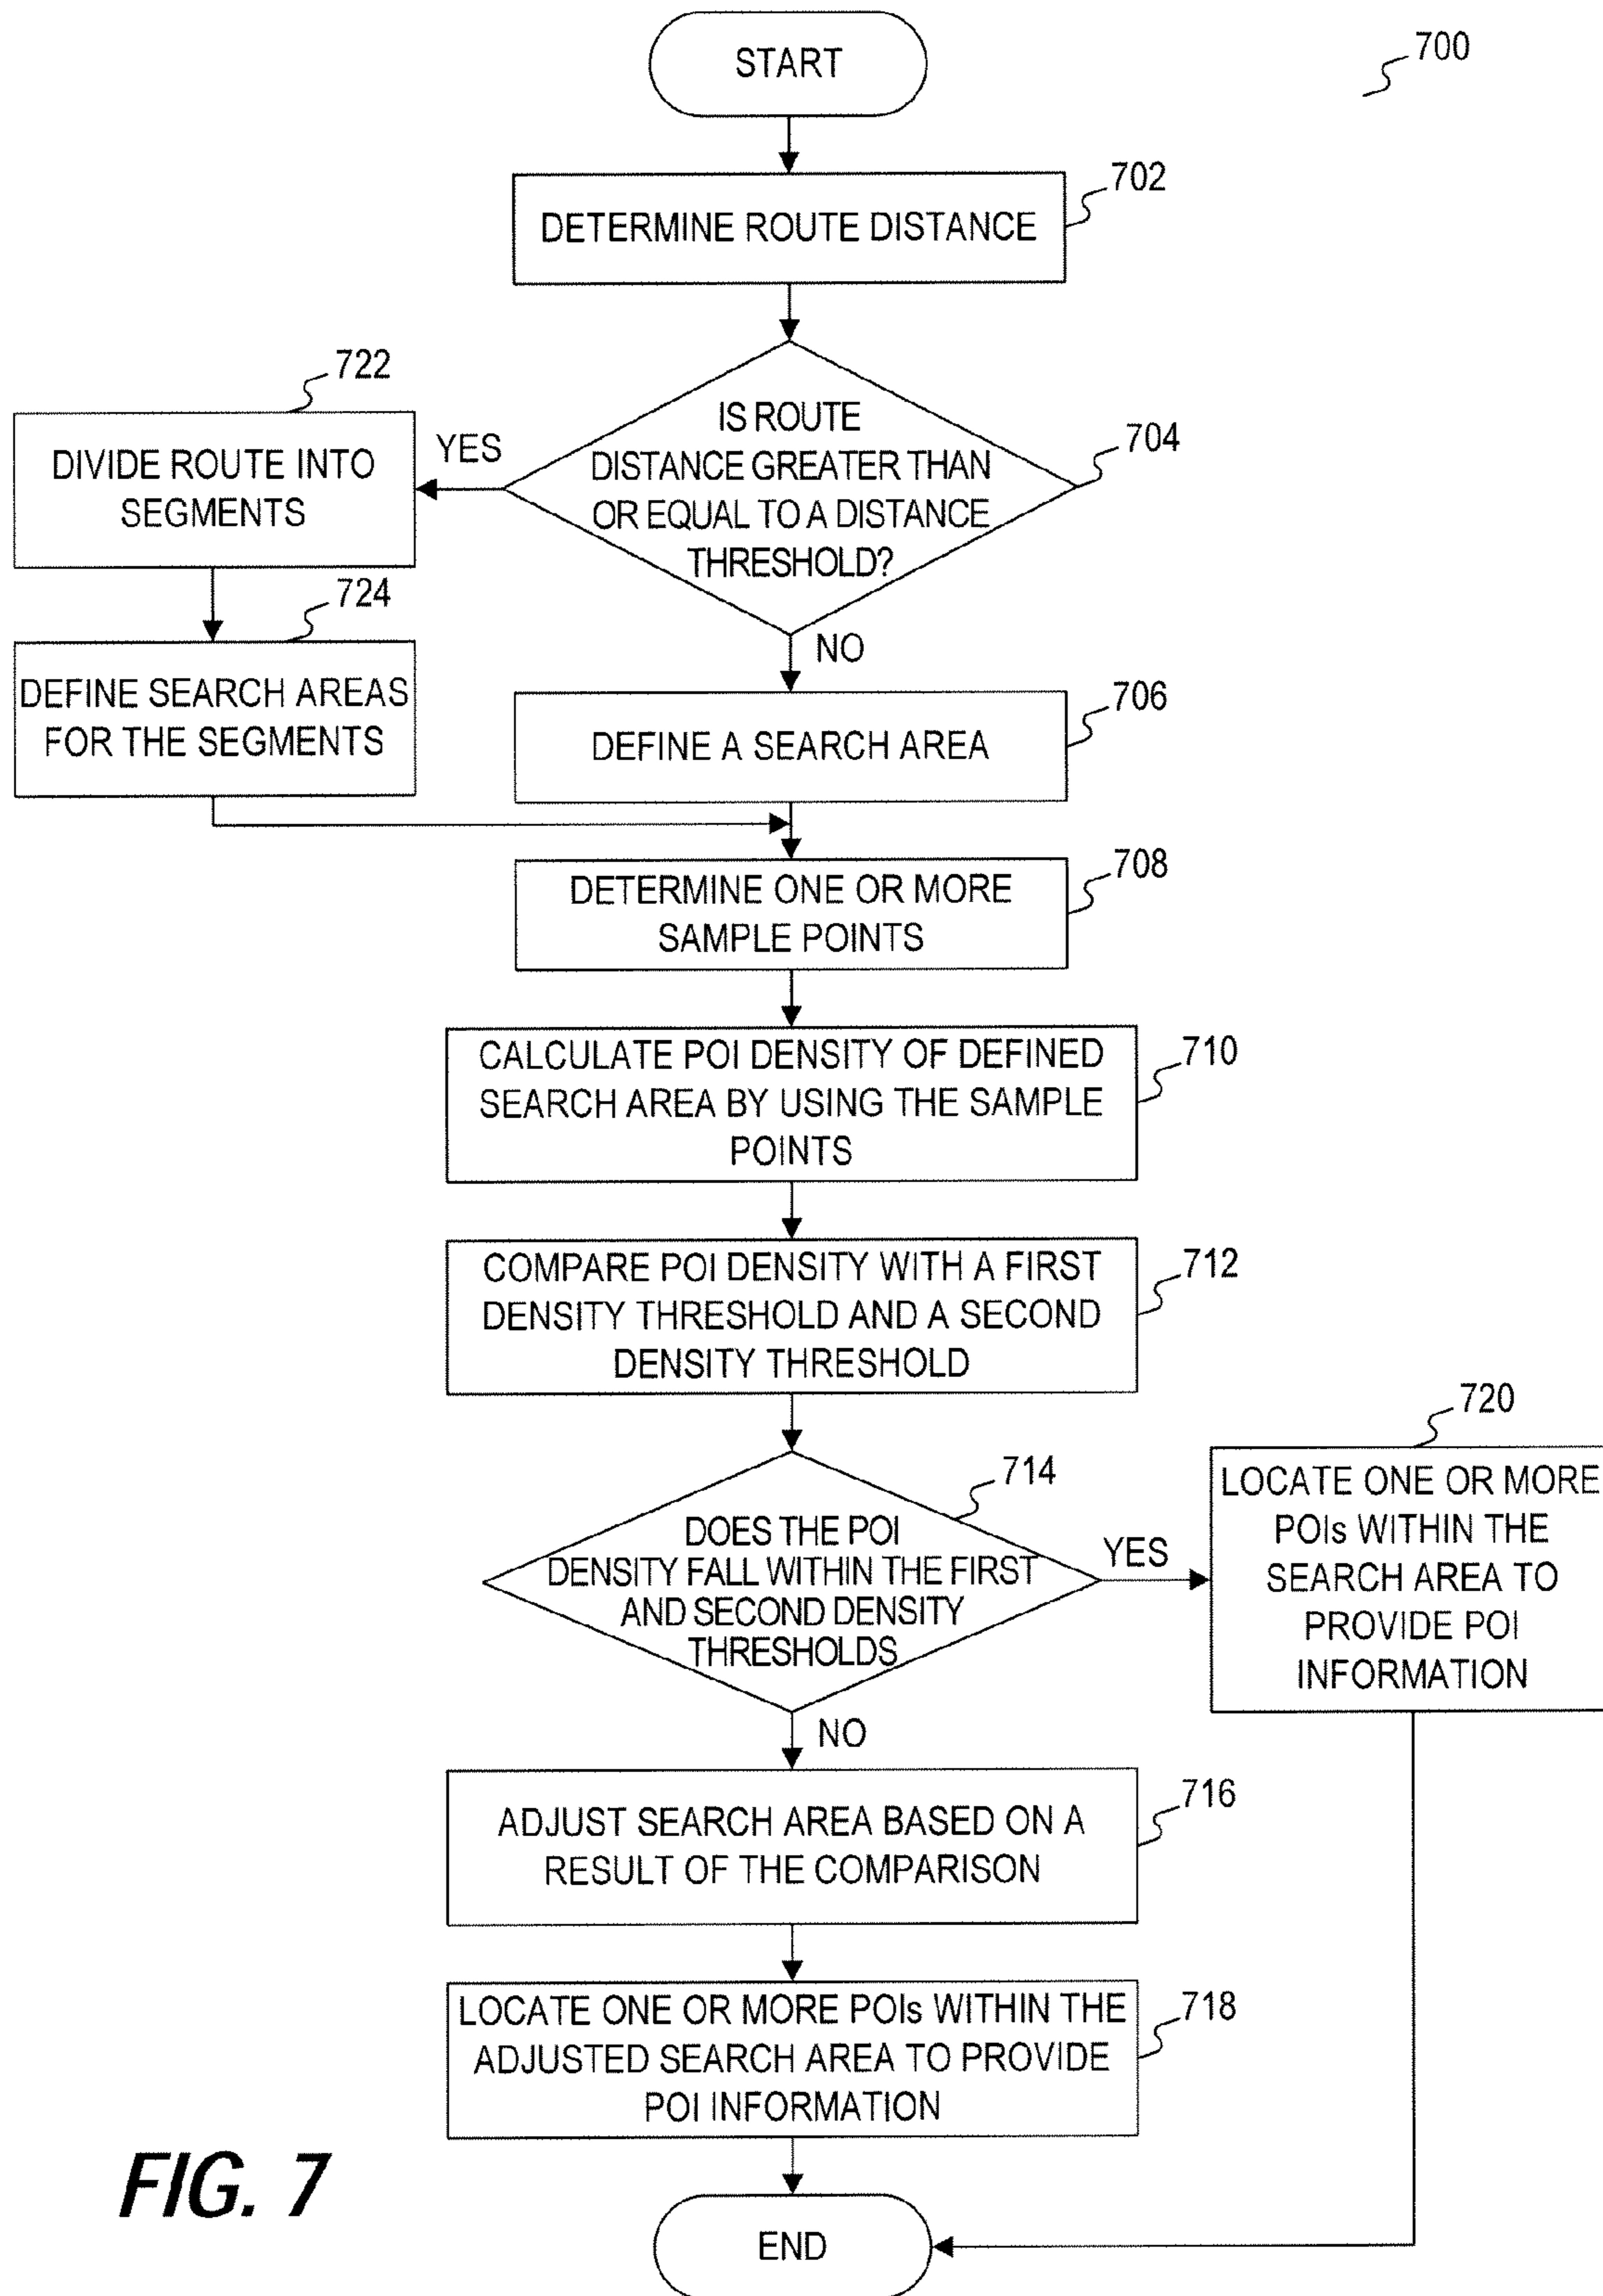 START
700
702
DETERMINE ROUTE DISTANCE
722
DIVIDE ROUTE INTO
SEGMENTS
YES
IS ROUTE
DISTANCE GREATER THAN
OR EQUAL TO A DISTANCE
THRESHOLD?
704
724
DEFINE SEARCH AREAS
FOR THE SEGMENTS
NO
706
DEFINE A SEARCH AREA
708
DETERMINE ONE OR MORE
SAMPLE POINTS
CALCULATE POI DENSITY OF DEFINED
SEARCH AREA BY USING THE SAMPLE
POINTS
710
COMPARE POI DENSITY WITH A FIRST
DENSITY THRESHOLD AND A SECOND
DENSITY THRESHOLD
712
714
DOES THE POI
DENSITY FALL WITHIN THE FIRST
AND SECOND DENSITY
THRESHOLDS
YES
720
LOCATE ONE OR MORE
POIs WITHIN THE
SEARCH AREA TO
PROVIDE POI
INFORMATION
NO
716
ADJUST SEARCH AREA BASED ON A
RESULT OF THE COMPARISON
718
LOCATE ONE OR MORE POIs WITHIN THE
ADJUSTED SEARCH AREA TO PROVIDE
POI INFORMATION
FIG. 7
END